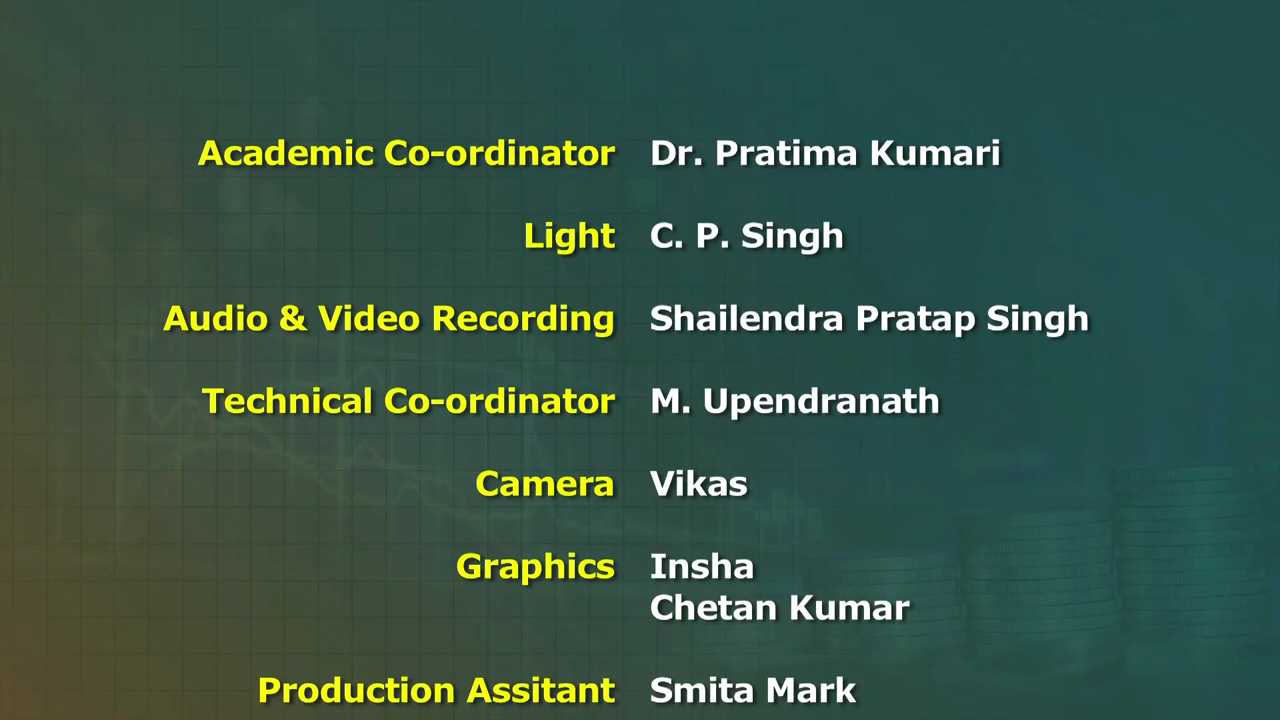 Academic Co-ordinator Dr. Pratima Kumari
Light C. P. Singh
Audio & Video Recording Shailendra Pratap Singh
Technical Co-ordinator M. Upendranath
Camera Vikas
Graphics Insha
Chetan Kumar
Production Assitant Smita Mark